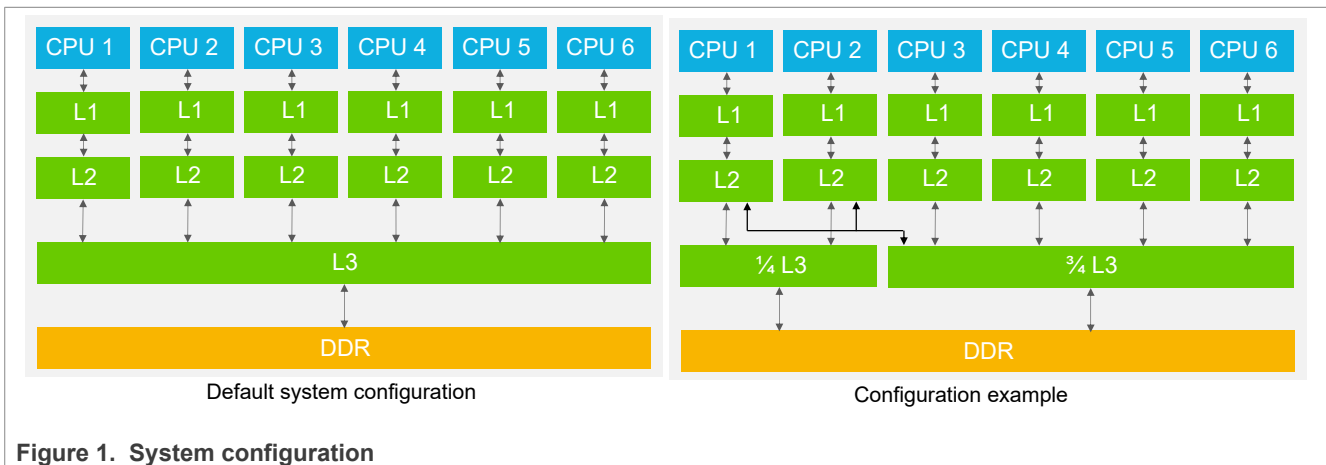 CPU 1 CPU 2 CPU 3 CPU 4 CPU 5 CPU 6
L1 L1 L1 L1 L1 L1
L2 L2 L2 L2 L2 L2
L3
DDR
Default system configuration
CPU 1 CPU 2 CPU 3 CPU 4 CPU 5 CPU 6
L1 L1 L1 L1 L1 L1
L2 L2 L2 L2 L2 L2
¼ L3 ¾ L3
DDR
Configuration example
Figure 1. System configuration